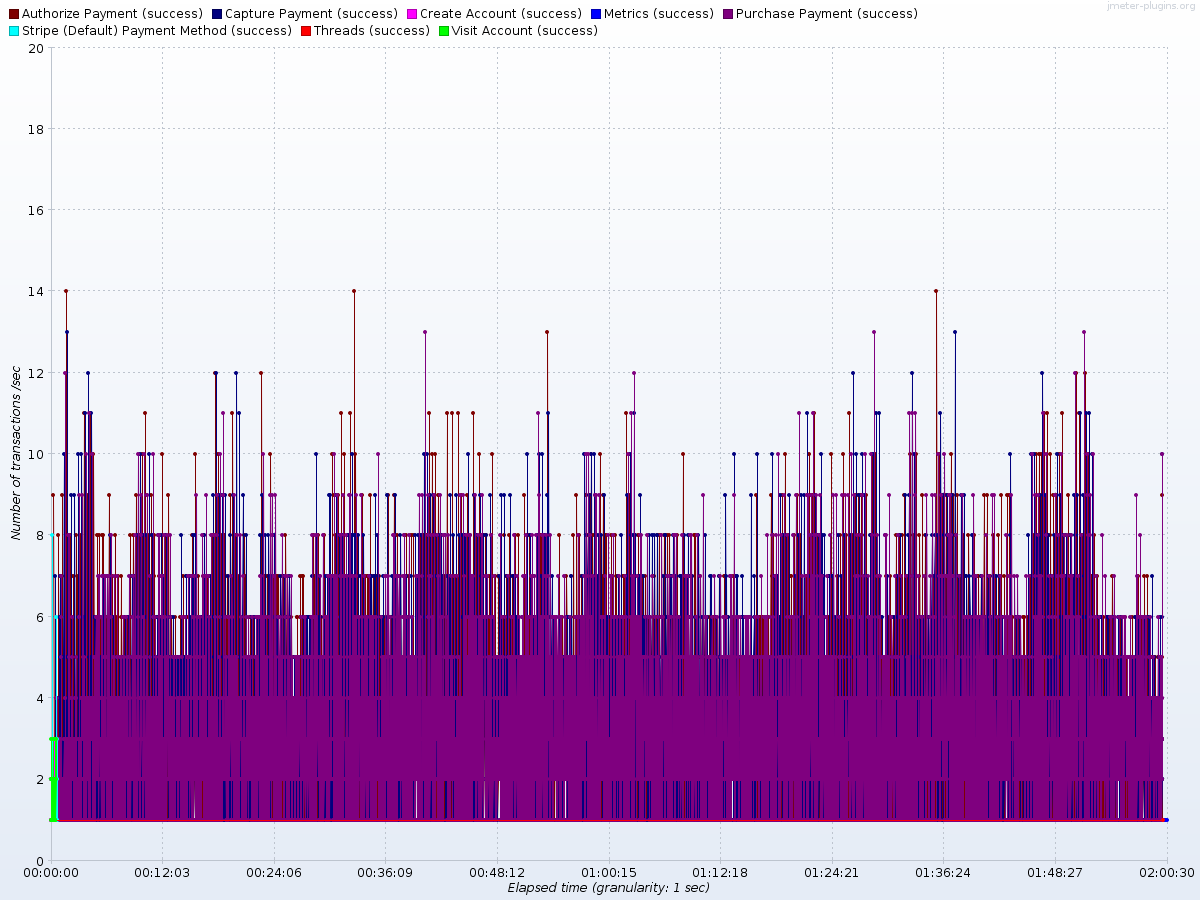 Authorize Payment (success) Capture Payment (success) Create Account (success) Metrics (success) Purchase Payment (success)
jmeter-plugins.org
Stripe (Default) Payment Method (success) Threads (success) Visit Account (success)
20
18
16
14
12
10
8
6
4
2
0
Number of transactions /sec
00:00:00 00:12:03 00:24:06 00:36:09 00:48:12 01:00:15 01:12:18 01:24:21 01:36:24 01:48:27 02:00:30
Elapsed time (granularity: 1 sec)